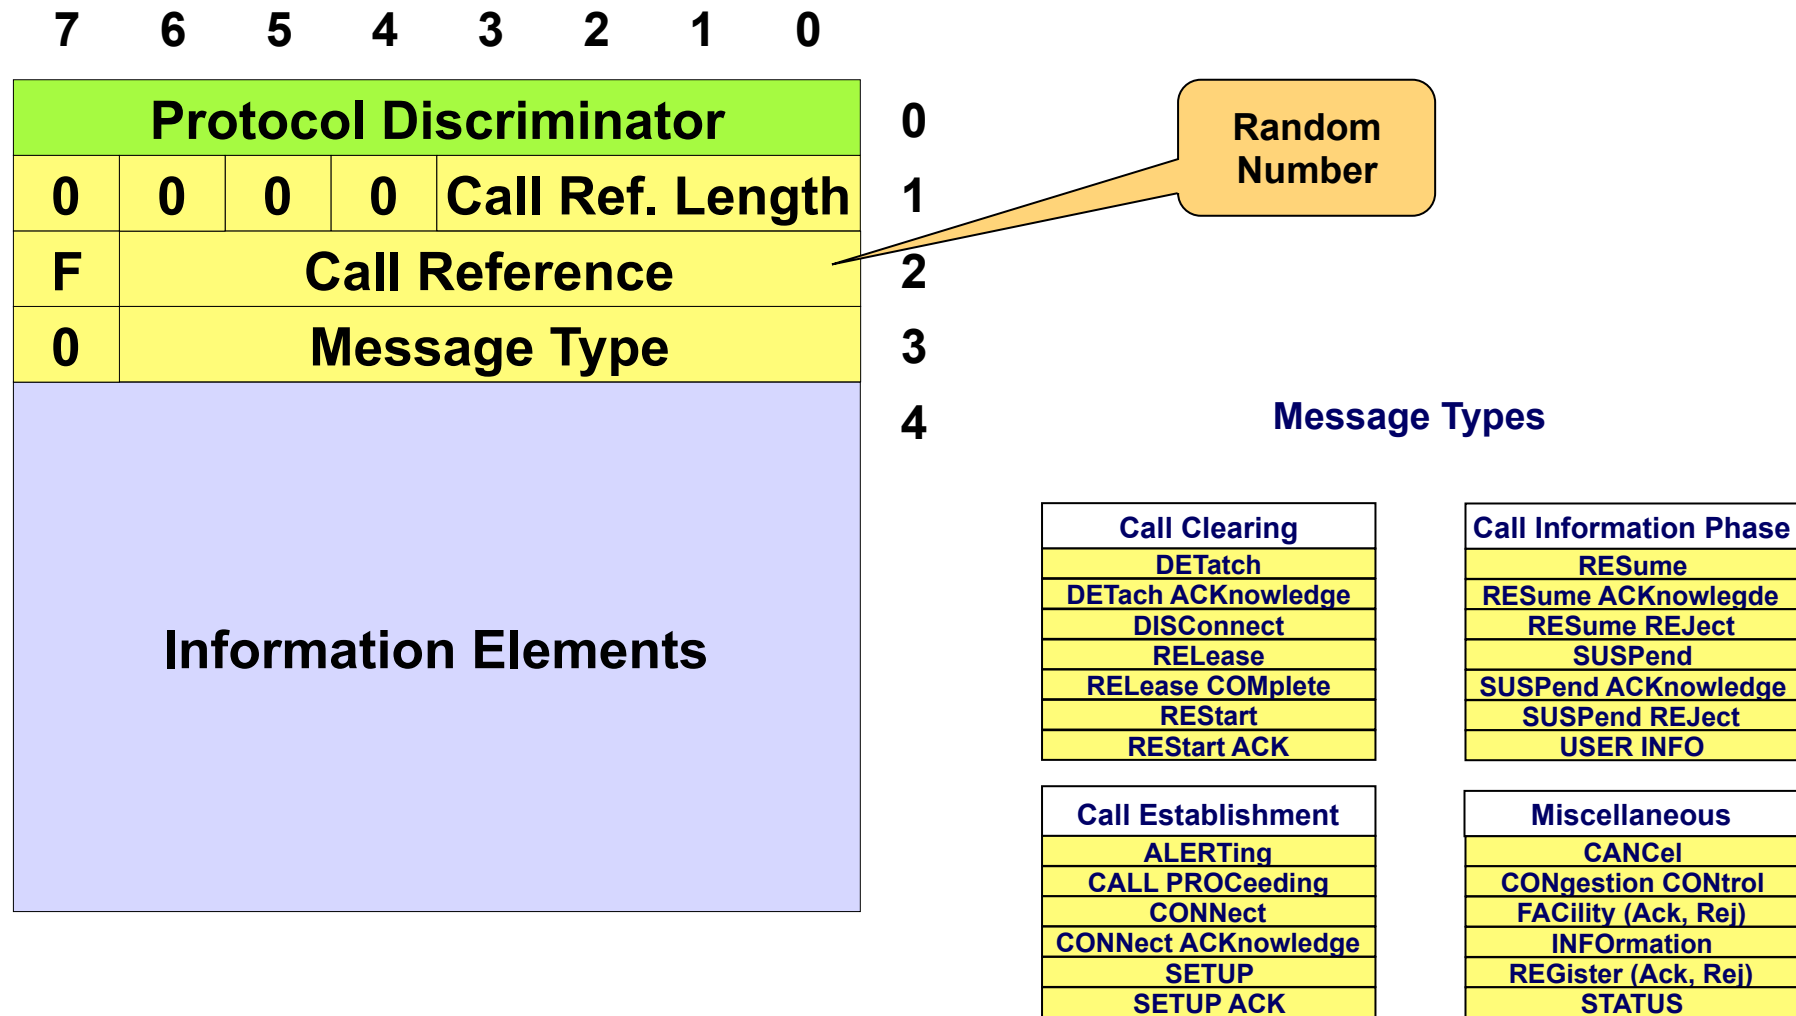 7 6 5 4 3 2 1 0
Protocol Discriminator 0
0 0 0 0 Call Ref. Length 1
F Call Reference 2
0 Message Type 3
4
Information Elements
Random
Number
Message Types
Call Clearing
DETatch
DETach ACKnowledge
DISConnect
RELease
RELease COMplete
REStart
REStart ACK
Call Information Phase
RESume
RESume ACKnowlegde
RESume REJect
SUSPend
SUSPend ACKnowledge
SUSPend REJect
USER INFO
Call Establishment
ALERTing
CALL PROCeeding
CONNect
CONNect ACKnowledge
SETUP
SETUP ACK
Miscellaneous
CANCel
CONgestion CONtrol
FACility (Ack, Rej)
INFOrmation
REGister (Ack, Rej)
STATUS